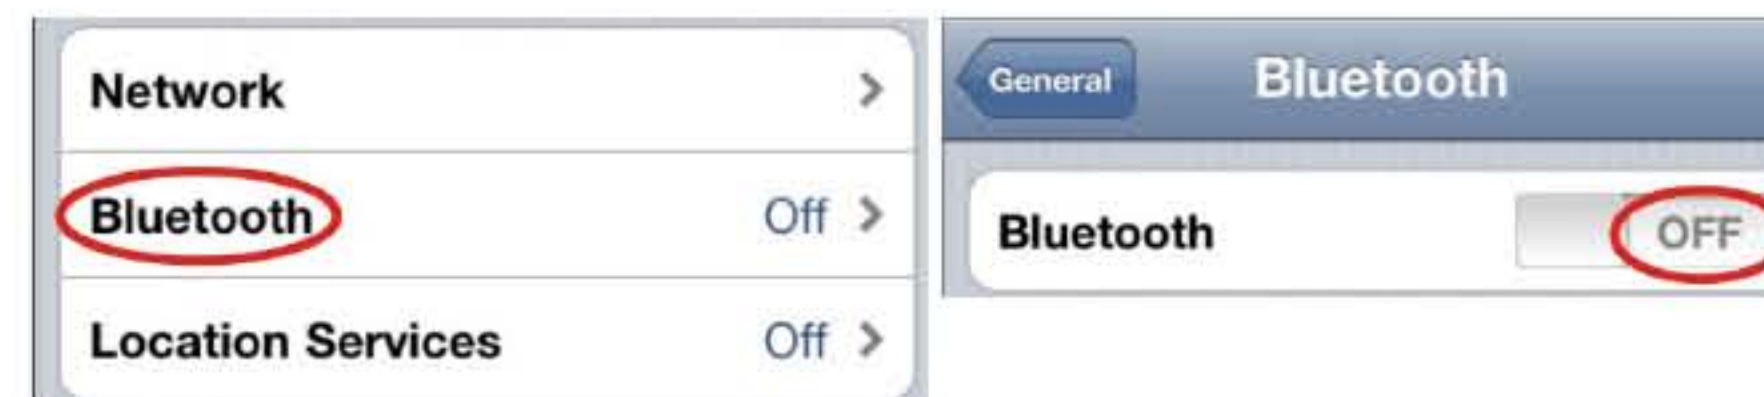 Network
Bluetooth Off
Location Services Off
General Bluetooth
Bluetooth OFF